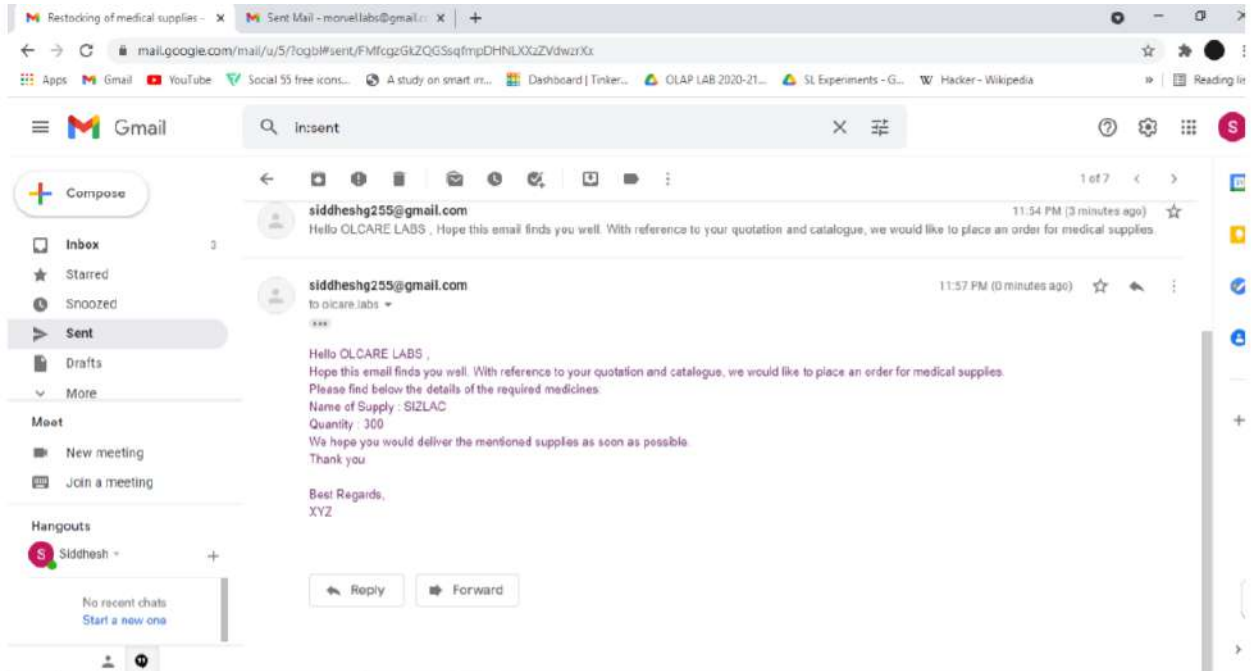 Restocking of medical supplies -
Sent Mail - morvel.labs@gmail.c
mail.google.com/mail/u/5/?ogbl#sent/
Apps Gmail YouTube Social 55 free icons... A study on smart irr... Dashboard | Tinker... OLAP LAB 2020-21... SL Experiments - G... Hacker - Wikipedia Reading lis
Gmail
in:sent
S
Compose
1 of 7
Inbox 3
Starred
Snoozed
Sent
Drafts
More
Meet
New meeting
Join a meeting
Hangouts
S Siddhesh
No recent chats
Start a new one
siddheshg255@gmail.com 11:54 PM (3 minutes ago)
Hello OLCARE LABS , Hope this email finds you well. With reference to your quotation and catalogue, we would like to place an order for medical supplies.
siddheshg255@gmail.com 11:57 PM (0 minutes ago)
to olcare.labs
Hello OLCARE LABS ,
Hope this email finds you well. With reference to your quotation and catalogue, we would like to place an order for medical supplies.
Please find below the details of the required medicines:
Name of Supply : SIZLAC
Quantity : 300
We hope you would deliver the mentioned supplies as soon as possible.
Thank you
Best Regards,
XYZ
Reply Forward